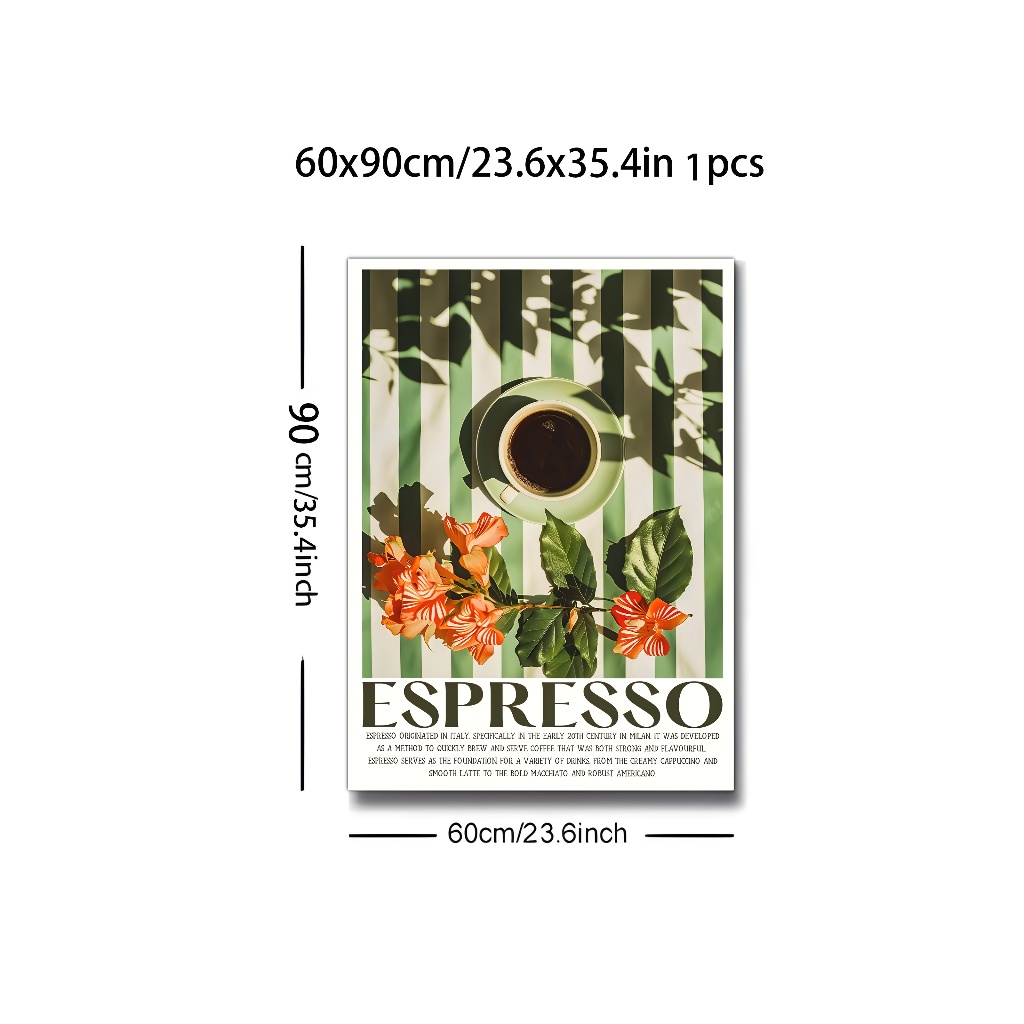 60x90cm/23.6x35.4in 1pcs
90 cm/35.4inch
ESPRESSO
ESPRESSO ORIGINATED IN ITALY, SPECIFICALLY IN THE EARLY 20TH CENTURY IN MILAN. IT WAS DEVELOPED
AS A METHOD TO QUICKLY BREW AND SERVE COFFEE THAT WAS BOTH STRONG AND FLAVOURFUL.
ESPRESSO SERVES AS THE FOUNDATION FOR A VARIETY OF DRINKS, FROM THE CREAMY CAPPUCCINO AND
SMOOTH LATTE TO THE BOLD MACCHIATO AND ROBUST AMERICANO
60cm/23.6inch